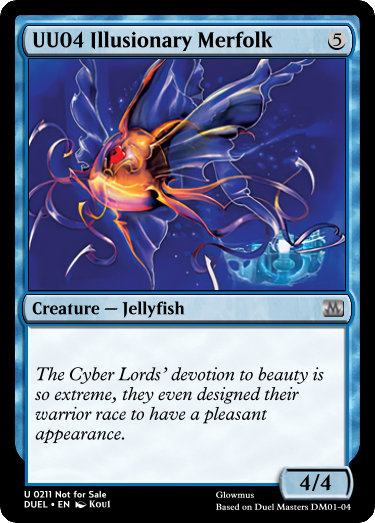 UU04 Illusionary Merfolk
5
Creature — Jellyfish
M
The Cyber Lords' devotion to beauty is
so extreme, they even designed their
warrior race to have a pleasant
appearance.
4/4
U 0211 Not for Sale
DUEL • EN Koul
Glowmus
Based on Duel Masters DM01-04